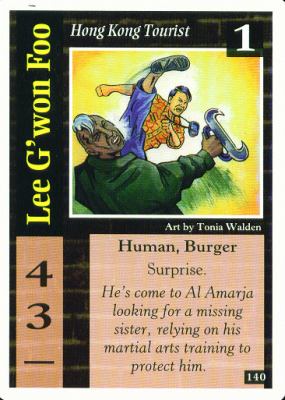 Lee G'won Foo
Hong Kong Tourist
1
Art by Tonia Walden
4
3
—
Human, Burger
Surprise.
He's come to Al Amarja
looking for a missing
sister, relying on his
martial arts training to
protect him.
140